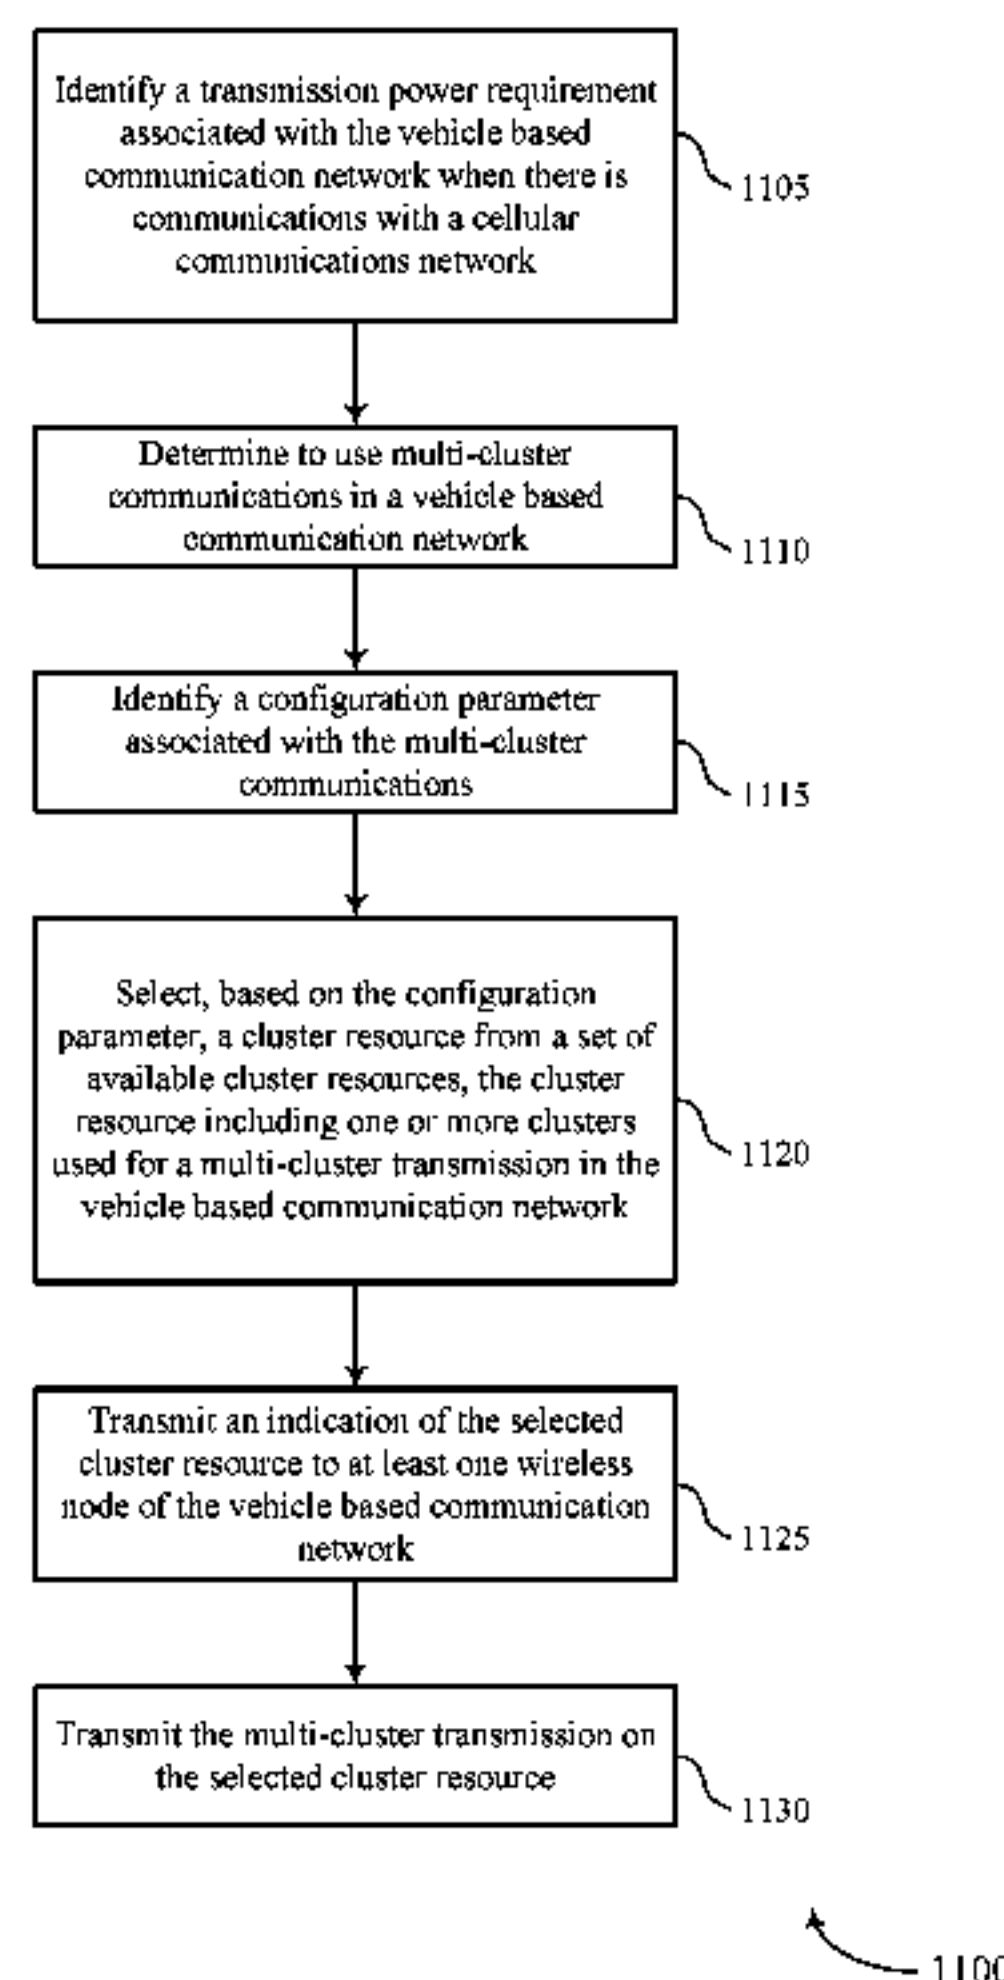 Identify a transmission power requirement
associated with the vehicle based
communication network when there is
communications with a cellular
communications network
1105
Determine to use multi-cluster
communications in a vehicle based
communication network
1110
Identify a configuration parameter
associated with the multi-cluster
communications
1115
Select, based on the configuration
parameter, a cluster resource from a set of
available cluster resources, the cluster
resource including one or more clusters
used for a multi-cluster transmission in the
vehicle based communication network
1120
Transmit an indication of the selected
cluster resource to at least one wireless
node of the vehicle based communication
network
1125
Transmit the multi-cluster transmission on
the selected cluster resource
1130
1100